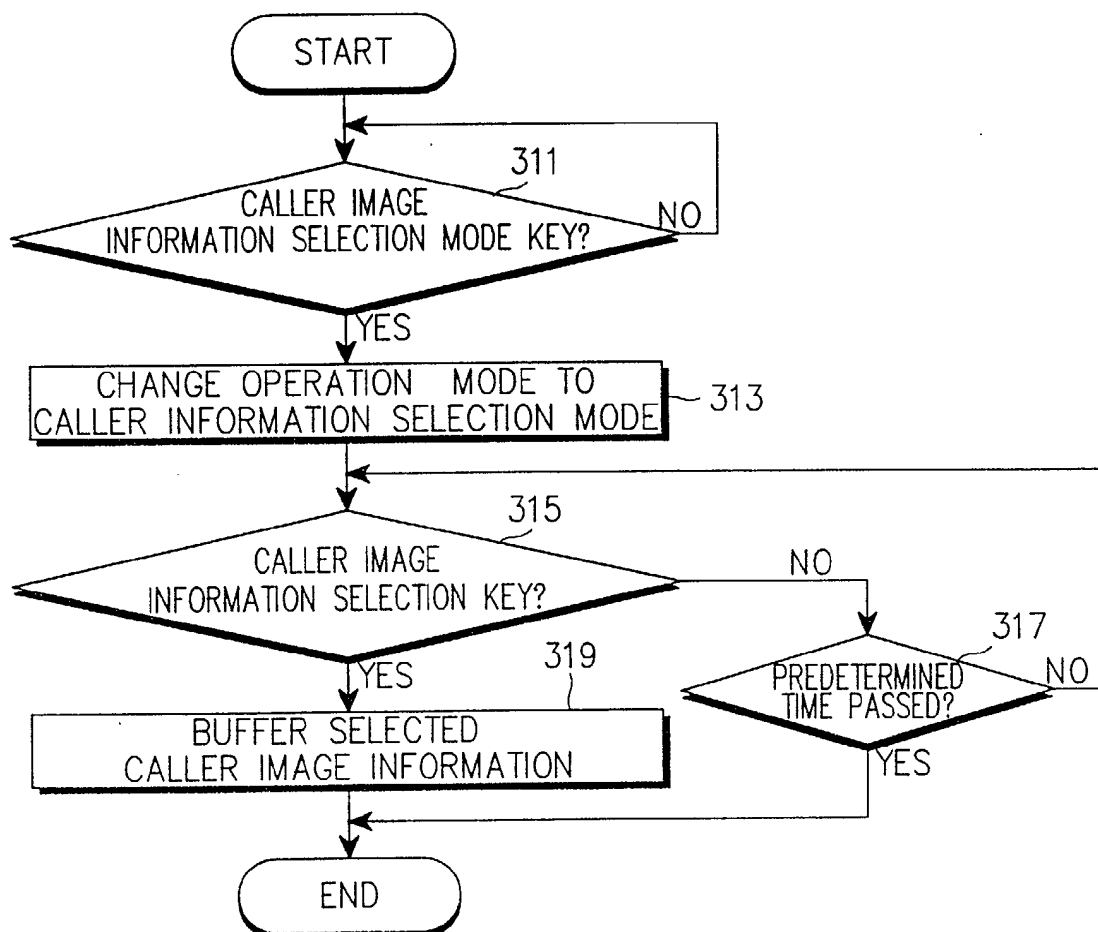 START
311
CALLER IMAGE
INFORMATION SELECTION MODE KEY?
NO
YES
CHANGE OPERATION MODE TO
CALLER INFORMATION SELECTION MODE
313
315
CALLER IMAGE
INFORMATION SELECTION KEY?
NO
317
PREDETERMINED
TIME PASSED?
NO
YES
319
YES
BUFFER SELECTED
CALLER IMAGE INFORMATION
END